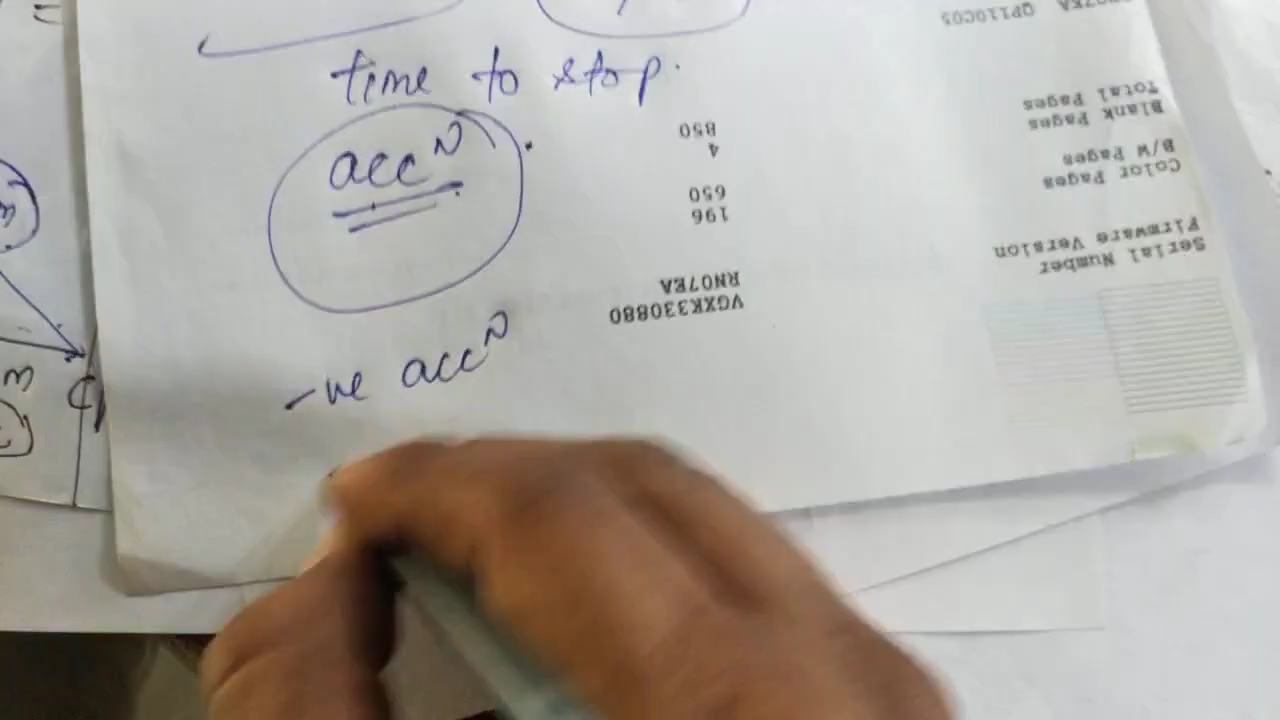 time to stop.
accⁿ
-ve accⁿ
QP110C05
Total Pages 850
Blank Pages 4
B/W Pages 650
Color Pages 196
Firmware Version RN07EA
Serial Number VGXK330880